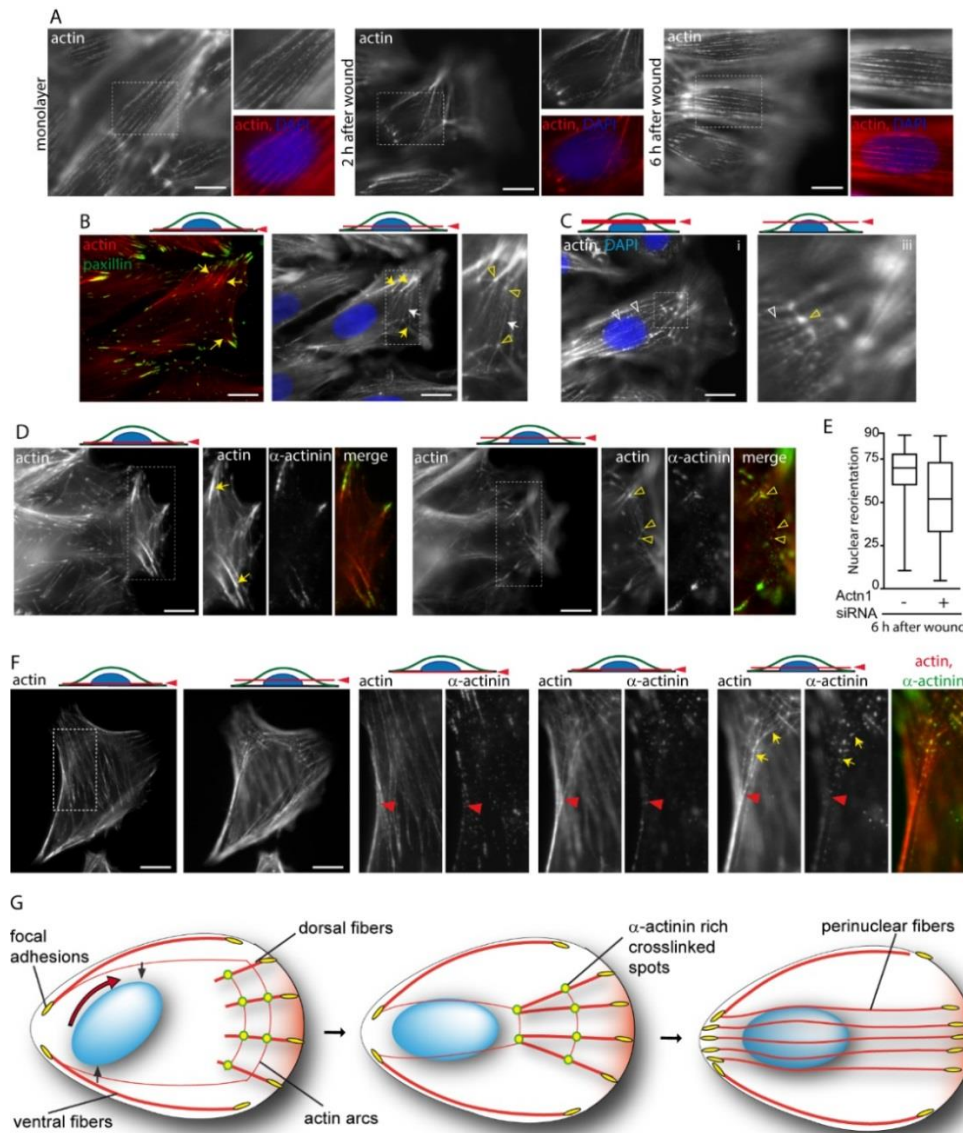 A
monolayer
actin
actin, DAPI
2 h after wound
actin
actin, DAPI
6 h after wound
actin
actin, DAPI
B
actin
paxillin
C
actin, DAPI
i
iii
D
actin
actin
α-actinin
merge
actin
actin
α-actinin
merge
E
Nuclear reorientation
90
75
50
25
0
Actn1
siRNA
- +
6 h after wound
F
actin
actin
α-actinin
actin
α-actinin
actin
α-actinin
actin,
α-actinin
G
focal
adhesions
dorsal fibers
α-actinin rich
crosslinked
spots
perinuclear fibers
ventral fibers
actin arcs